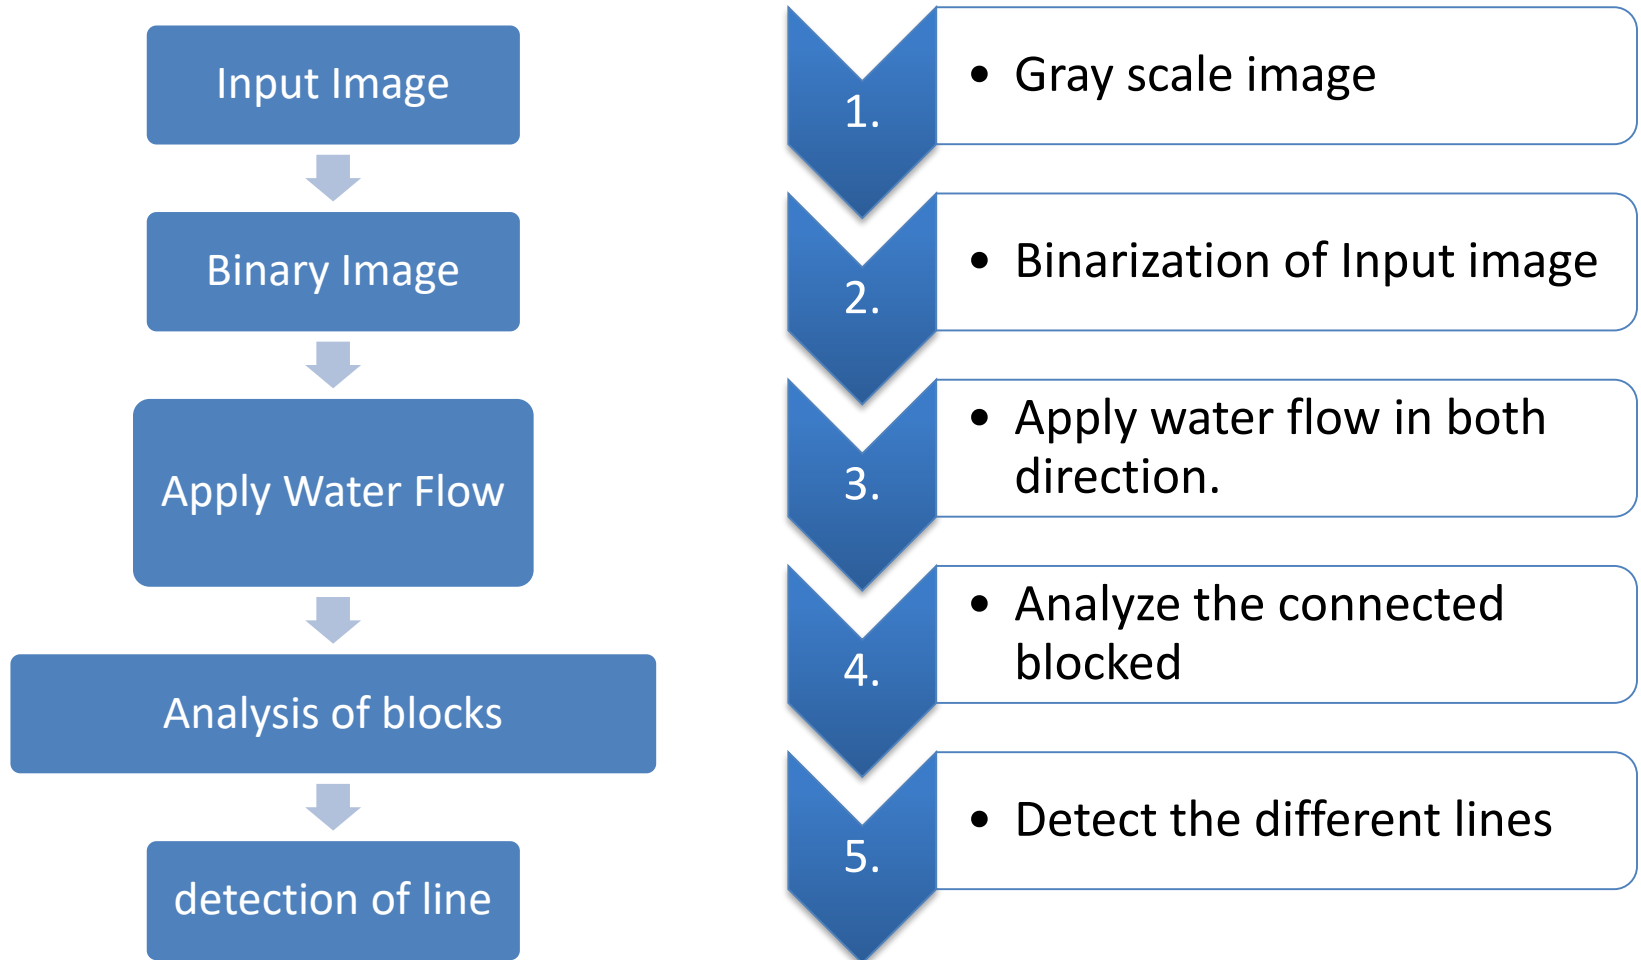 Input Image
Binary Image
Apply Water Flow
Analysis of blocks
detection of line
1.
• Gray scale image
2.
• Binarization of Input image
3.
• Apply water flow in both
direction.
4.
• Analyze the connected
blocked
5.
• Detect the different lines